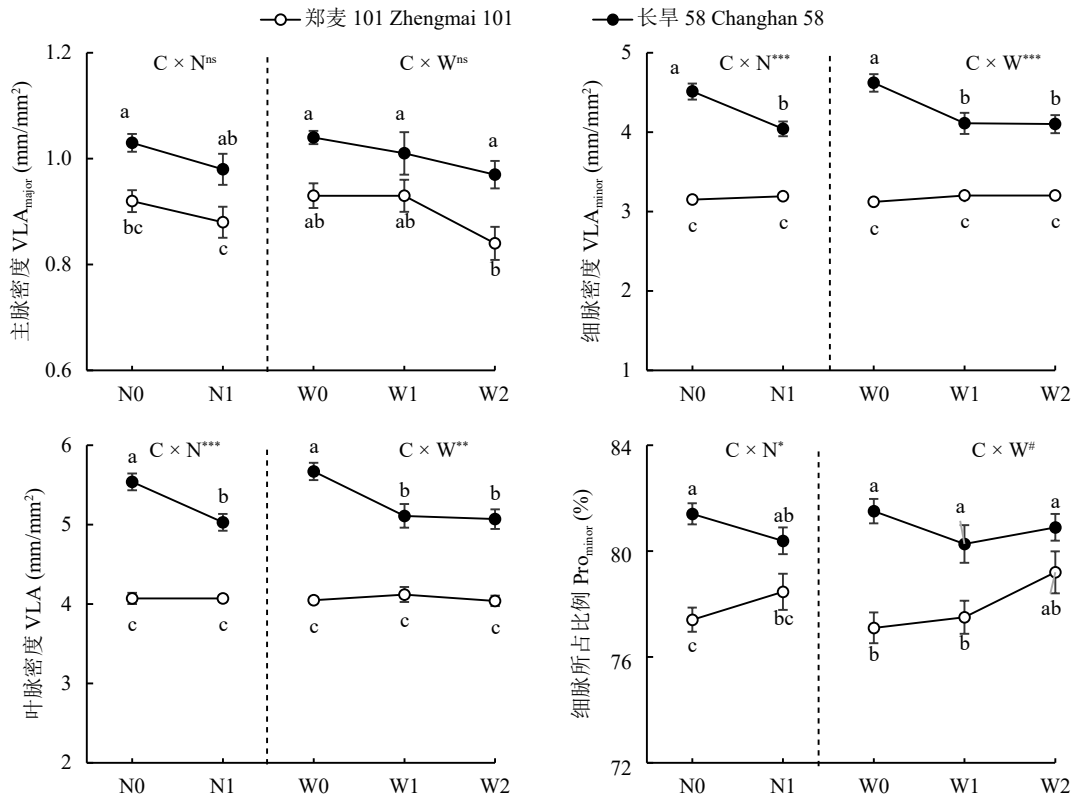 郑麦 101 Zhengmai 101 长旱 58 Changhan 58
主脉密度 VLAmajor (mm/mm²)
1.2
1.0
0.8
0.6
C × Nns C × Wns
a ab a a a
bc c ab ab b
N0 N1 W0 W1 W2
细脉密度 VLAminor (mm/mm²)
5
4
3
2
1
C × N*** C × W***
a b a b b
c c c c c
N0 N1 W0 W1 W2
叶脉密度 VLA (mm/mm²)
6
5
4
3
2
C × N*** C × W**
a b a b b
c c c c c
N0 N1 W0 W1 W2
细脉所占比例 Prominor (%)
84
80
76
72
C × N* C × W#
a ab a a a
c bc b b ab
N0 N1 W0 W1 W2